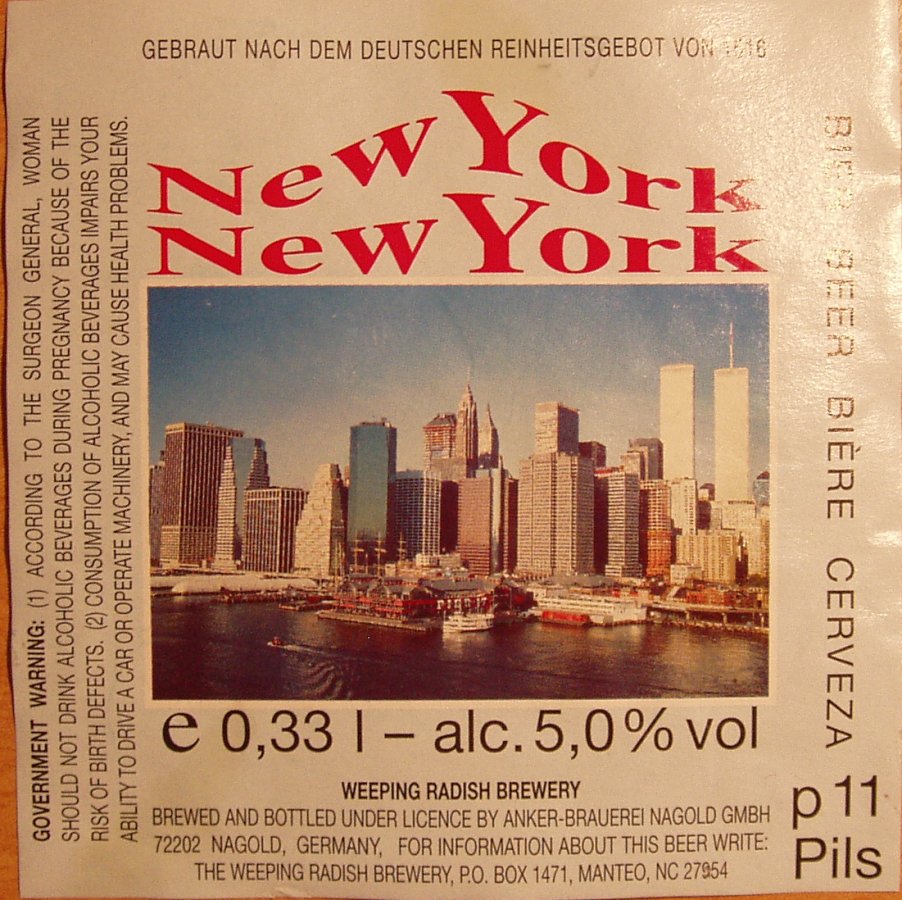 GEBRAUT NACH DEM DEUTSCHEN REINHEITSGEBOT VON 1516
New York
New York
e 0,33 l – alc. 5,0 % vol
WEEPING RADISH BREWERY
BREWED AND BOTTLED UNDER LICENCE BY ANKER-BRAUEREI NAGOLD GMBH
72202 NAGOLD, GERMANY, FOR INFORMATION ABOUT THIS BEER WRITE:
THE WEEPING RADISH BREWERY, P.O. BOX 1471, MANTEO, NC 27954
GOVERNMENT WARNING: (1) ACCORDING TO THE SURGEON GENERAL, WOMAN
SHOULD NOT DRINK ALCOHOLIC BEVERAGES DURING PREGNANCY BECAUSE OF THE
RISK OF BIRTH DEFECTS. (2) CONSUMPTION OF ALCOHOLIC BEVERAGES IMPAIRS YOUR
ABILITY TO DRIVE A CAR OR OPERATE MACHINERY, AND MAY CAUSE HEALTH PROBLEMS.
BIER BEER BIÈRE CERVEZA
p 11
Pils